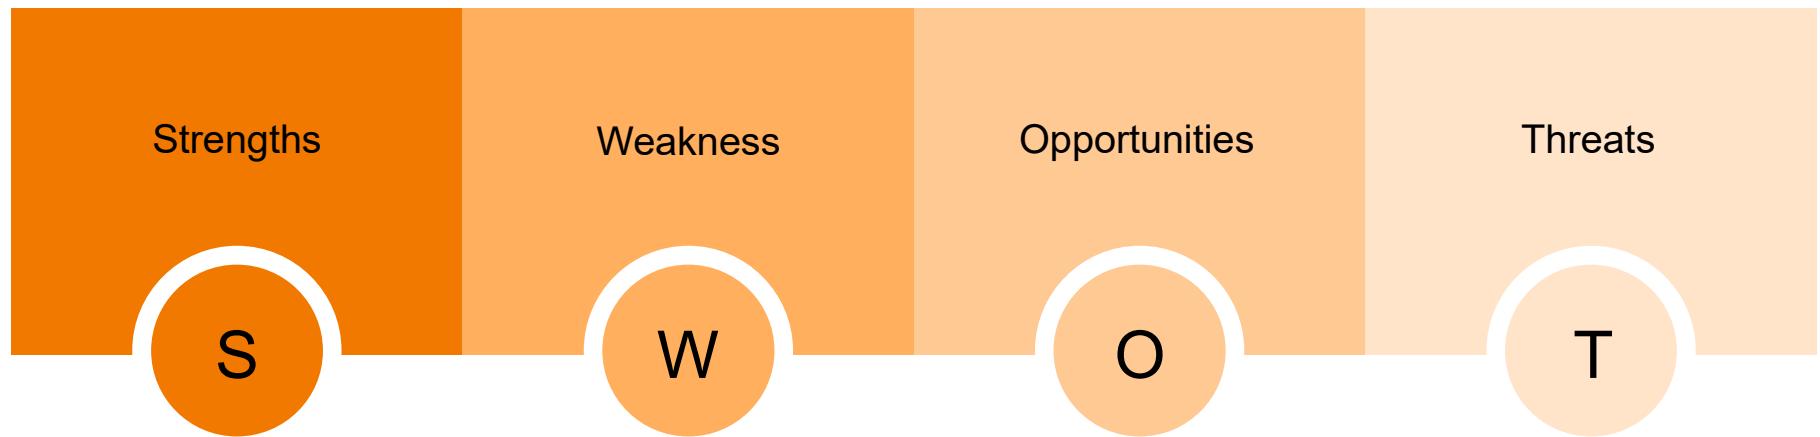 Strengths
Weakness
Opportunities
Threats
S
W
O
T